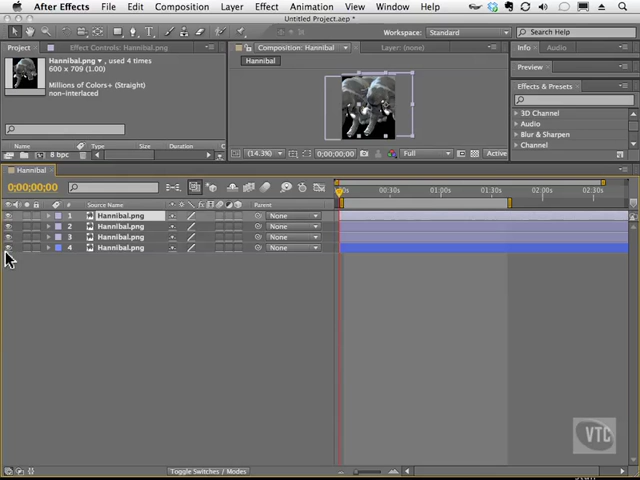 After Effects File Edit Composition Layer Effect Animation View Window Help
Untitled Project.aep *
Workspace: Standard Search Help
Project Effect Controls: Hannibal.png Composition: Hannibal Layer: (none) Info Audio
Hannibal.png , used 4 times
600 x 709 (1.00)
Millions of Colors+ (Straight)
non-interlaced
Hannibal
Preview
Effects & Presets
3D Channel
Audio
Blur & Sharpen
Channel
Name Type Size Duration
8 bpc
(14.3%) 0;00;00;00 Full Active
Hannibal
0;00;00;00
00s 00:30s 01:00s 01:30s 02:00s 02:30s
# Source Name Parent
1 Hannibal.png None
2 Hannibal.png None
3 Hannibal.png None
4 Hannibal.png None
VTC
Toggle Switches / Modes